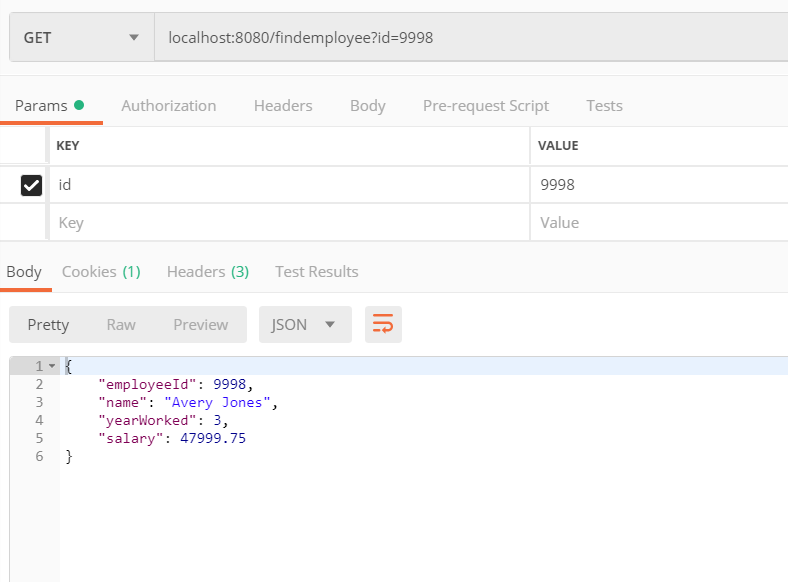 GET localhost:8080/findemployee?id=9998
Params Authorization Headers Body Pre-request Script Tests
KEY VALUE
id 9998
Key Value
Body Cookies (1) Headers (3) Test Results
Pretty Raw Preview JSON
1 {
2 "employeeId": 9998,
3 "name": "Avery Jones",
4 "yearWorked": 3,
5 "salary": 47999.75
6 }